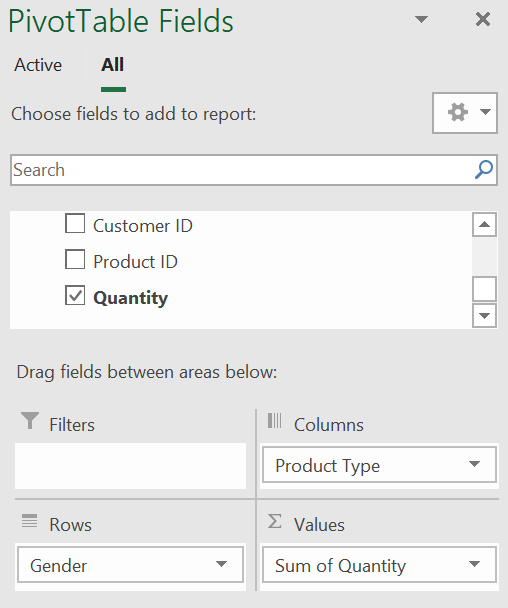 PivotTable Fields
Active All
Choose fields to add to report:
Search
Customer ID
Product ID
Quantity
Drag fields between areas below:
Filters
Columns
Product Type
Rows
Values
Gender
Sum of Quantity